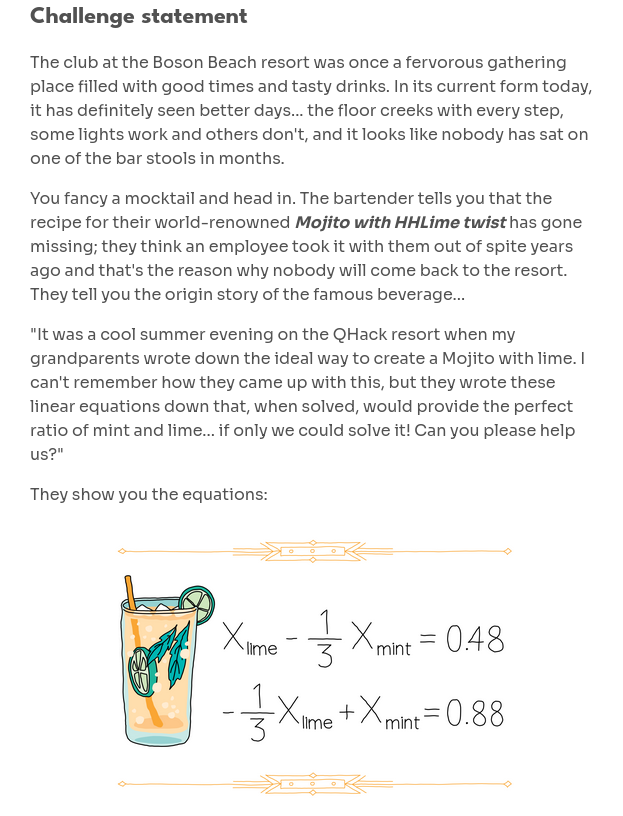 Challenge statement
The club at the Boson Beach resort was once a fervorous gathering
place filled with good times and tasty drinks. In its current form today,
it has definitely seen better days... the floor creeks with every step,
some lights work and others don't, and it looks like nobody has sat on
one of the bar stools in months.
You fancy a mocktail and head in. The bartender tells you that the
recipe for their world-renowned Mojito with HHLime twist has gone
missing; they think an employee took it with them out of spite years
ago and that's the reason why nobody will come back to the resort.
They tell you the origin story of the famous beverage...
"It was a cool summer evening on the QHack resort when my
grandparents wrote down the ideal way to create a Mojito with lime. I
can't remember how they came up with this, but they wrote these
linear equations down that, when solved, would provide the perfect
ratio of mint and lime... if only we could solve it! Can you please help
us?"
They show you the equations:
X lime - 1/3 X mint = 0.48
- 1/3 X lime + X mint = 0.88